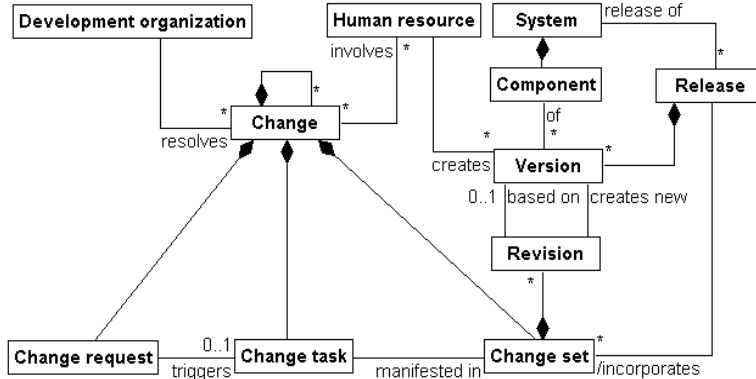 Development organization
Human resource
System
release of
involves
*
*
Component
Release
*
*
*
Change
of
*
resolves
*
creates
Version
*
0..1
based on
creates new
Revision
*
0..1
*
Change request
Change task
Change set
triggers
manifested in
/incorporates